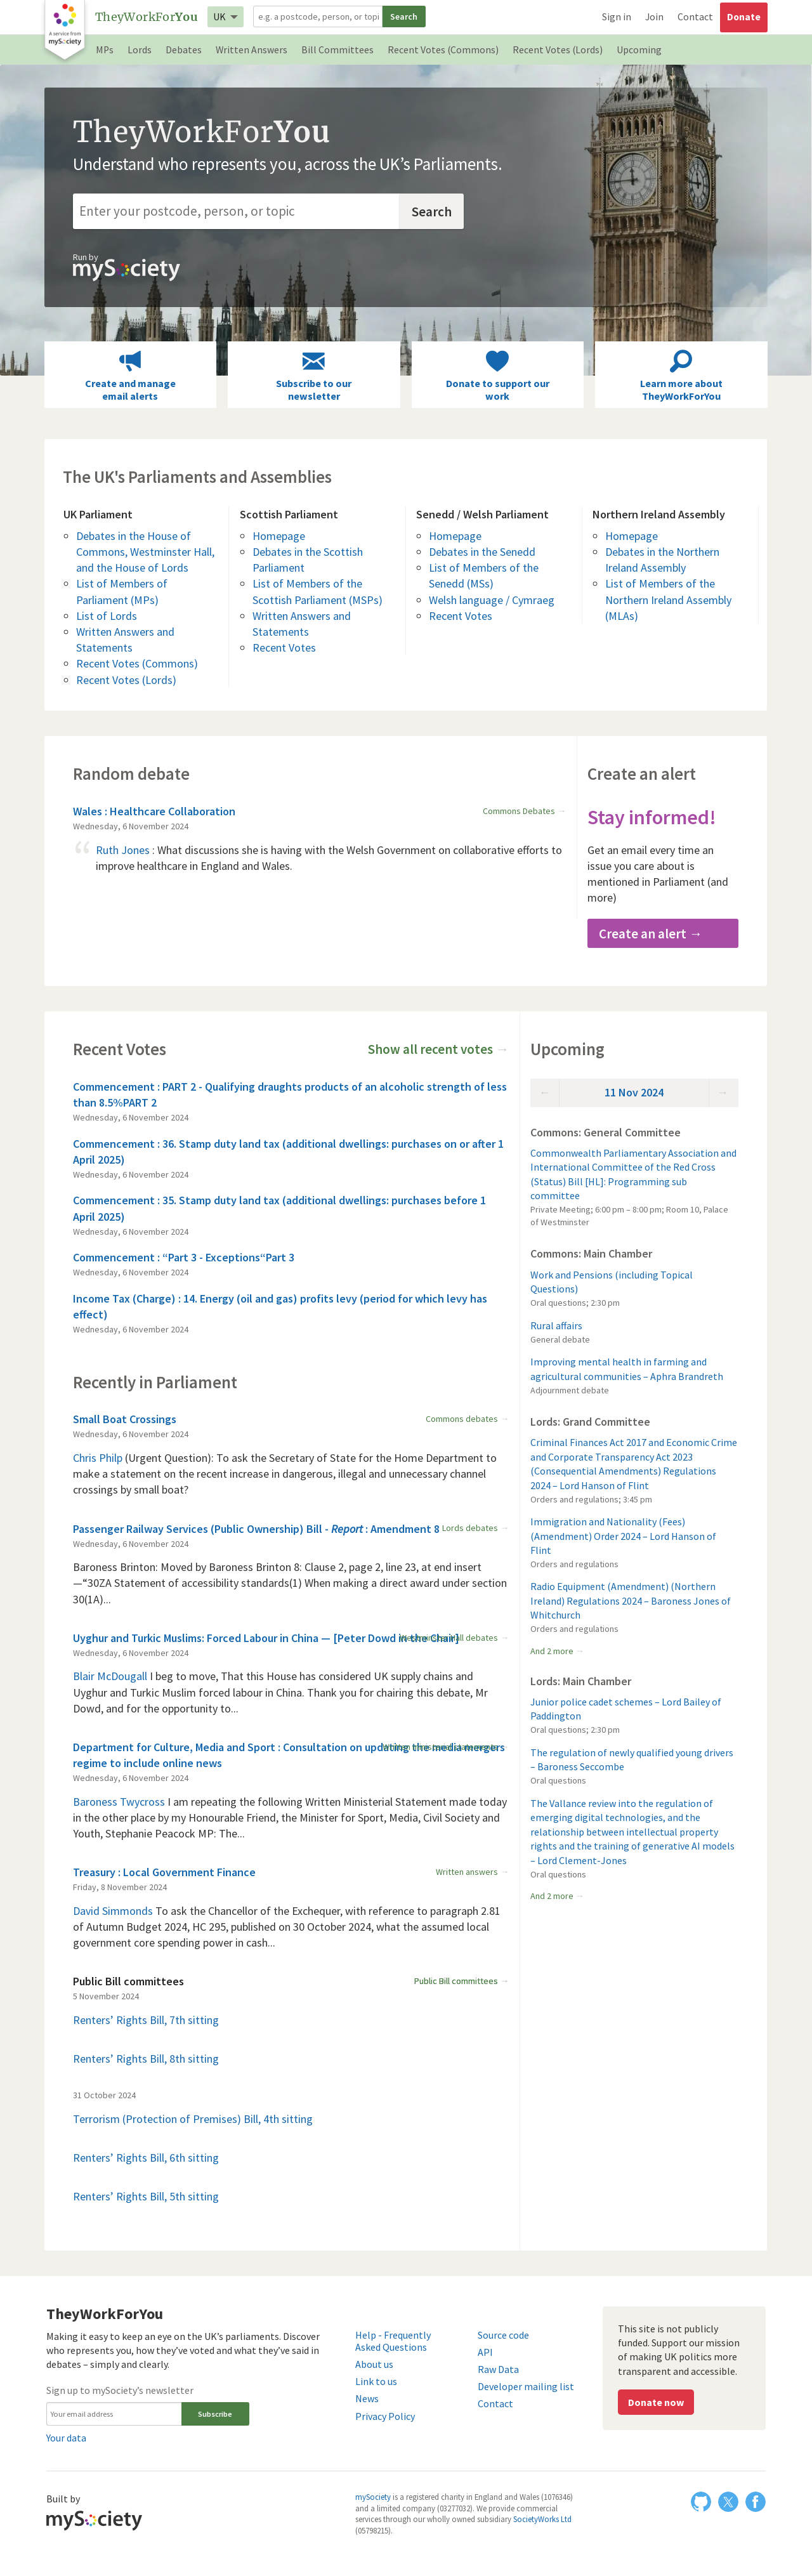 A service from
mySociety
TheyWorkForYou
UK
e.g. a postcode, person, or topi
Search
Sign in
Join
Contact
Donate
MPs
Lords
Debates
Written Answers
Bill Committees
Recent Votes (Commons)
Recent Votes (Lords)
Upcoming
TheyWorkForYou
Understand who represents you, across the UK’s Parliaments.
Enter your postcode, person, or topic
Search
Run by
mySociety
Create and manage
email alerts
Subscribe to our
newsletter
Donate to support our
work
Learn more about
TheyWorkForYou
The UK's Parliaments and Assemblies
UK Parliament
Debates in the House of
Commons, Westminster Hall,
and the House of Lords
List of Members of
Parliament (MPs)
List of Lords
Written Answers and
Statements
Recent Votes (Commons)
Recent Votes (Lords)
Scottish Parliament
Homepage
Debates in the Scottish
Parliament
List of Members of the
Scottish Parliament (MSPs)
Written Answers and
Statements
Recent Votes
Senedd / Welsh Parliament
Homepage
Debates in the Senedd
List of Members of the
Senedd (MSs)
Welsh language / Cymraeg
Recent Votes
Northern Ireland Assembly
Homepage
Debates in the Northern
Ireland Assembly
List of Members of the
Northern Ireland Assembly
(MLAs)
Random debate
Wales : Healthcare Collaboration
Commons Debates →
Wednesday, 6 November 2024
“ Ruth Jones : What discussions she is having with the Welsh Government on collaborative efforts to
improve healthcare in England and Wales.
Create an alert
Stay informed!
Get an email every time an
issue you care about is
mentioned in Parliament (and
more)
Create an alert →
Recent Votes
Show all recent votes →
Commencement : PART 2 - Qualifying draughts products of an alcoholic strength of less
than 8.5%PART 2
Wednesday, 6 November 2024
Commencement : 36. Stamp duty land tax (additional dwellings: purchases on or after 1
April 2025)
Wednesday, 6 November 2024
Commencement : 35. Stamp duty land tax (additional dwellings: purchases before 1
April 2025)
Wednesday, 6 November 2024
Commencement : “Part 3 - Exceptions“Part 3
Wednesday, 6 November 2024
Income Tax (Charge) : 14. Energy (oil and gas) profits levy (period for which levy has
effect)
Wednesday, 6 November 2024
Recently in Parliament
Small Boat Crossings
Commons debates →
Wednesday, 6 November 2024
Chris Philp (Urgent Question): To ask the Secretary of State for the Home Department to
make a statement on the recent increase in dangerous, illegal and unnecessary channel
crossings by small boat?
Passenger Railway Services (Public Ownership) Bill - Report : Amendment 8
Lords debates →
Wednesday, 6 November 2024
Baroness Brinton: Moved by Baroness Brinton 8: Clause 2, page 2, line 23, at end insert
—“30ZA Statement of accessibility standards(1) When making a direct award under section
30(1A)...
Uyghur and Turkic Muslims: Forced Labour in China — [Peter Dowd in the Chair]
Westminster Hall debates →
Wednesday, 6 November 2024
Blair McDougall I beg to move, That this House has considered UK supply chains and
Uyghur and Turkic Muslim forced labour in China. Thank you for chairing this debate, Mr
Dowd, and for the opportunity to...
Department for Culture, Media and Sport : Consultation on updating the media mergers
regime to include online news
Wednesday, 6 November 2024
Baroness Twycross I am repeating the following Written Ministerial Statement made today
in the other place by my Honourable Friend, the Minister for Sport, Media, Civil Society and
Youth, Stephanie Peacock MP: The...
Treasury : Local Government Finance
Written answers →
Friday, 8 November 2024
David Simmonds To ask the Chancellor of the Exchequer, with reference to paragraph 2.81
of Autumn Budget 2024, HC 295, published on 30 October 2024, what the assumed local
government core spending power in cash...
Public Bill committees
Public Bill committees →
5 November 2024
Renters’ Rights Bill, 7th sitting
Renters’ Rights Bill, 8th sitting
31 October 2024
Terrorism (Protection of Premises) Bill, 4th sitting
Renters’ Rights Bill, 6th sitting
Renters’ Rights Bill, 5th sitting
Upcoming
← 11 Nov 2024 →
Commons: General Committee
Commonwealth Parliamentary Association and
International Committee of the Red Cross
(Status) Bill [HL]: Programming sub
committee
Private Meeting; 6:00 pm – 8:00 pm; Room 10, Palace
of Westminster
Commons: Main Chamber
Work and Pensions (including Topical
Questions)
Oral questions; 2:30 pm
Rural affairs
General debate
Improving mental health in farming and
agricultural communities – Aphra Brandreth
Adjournment debate
Lords: Grand Committee
Criminal Finances Act 2017 and Economic Crime
and Corporate Transparency Act 2023
(Consequential Amendments) Regulations
2024 – Lord Hanson of Flint
Orders and regulations; 3:45 pm
Immigration and Nationality (Fees)
(Amendment) Order 2024 – Lord Hanson of
Flint
Orders and regulations
Radio Equipment (Amendment) (Northern
Ireland) Regulations 2024 – Baroness Jones of
Whitchurch
Orders and regulations
And 2 more →
Lords: Main Chamber
Junior police cadet schemes – Lord Bailey of
Paddington
Oral questions; 2:30 pm
The regulation of newly qualified young drivers
– Baroness Seccombe
Oral questions
The Vallance review into the regulation of
emerging digital technologies, and the
relationship between intellectual property
rights and the training of generative AI models
– Lord Clement-Jones
Oral questions
And 2 more →
TheyWorkForYou
Making it easy to keep an eye on the UK’s parliaments. Discover
who represents you, how they’ve voted and what they’ve said in
debates – simply and clearly.
Sign up to mySociety’s newsletter
Your email address
Subscribe
Your data
Help - Frequently
Asked Questions
About us
Link to us
News
Privacy Policy
Source code
API
Raw Data
Developer mailing list
Contact
This site is not publicly
funded. Support our mission
of making UK politics more
transparent and accessible.
Donate now
Built by
mySociety
mySociety is a registered charity in England and Wales (1076346)
and a limited company (03277032). We provide commercial
services through our wholly owned subsidiary SocietyWorks Ltd
(05798215).